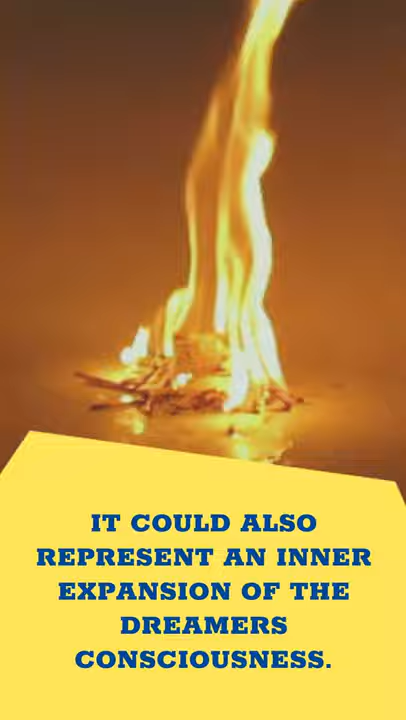 IT COULD ALSO
REPRESENT AN INNER
EXPANSION OF THE
DREAMERS
CONSCIOUSNESS.